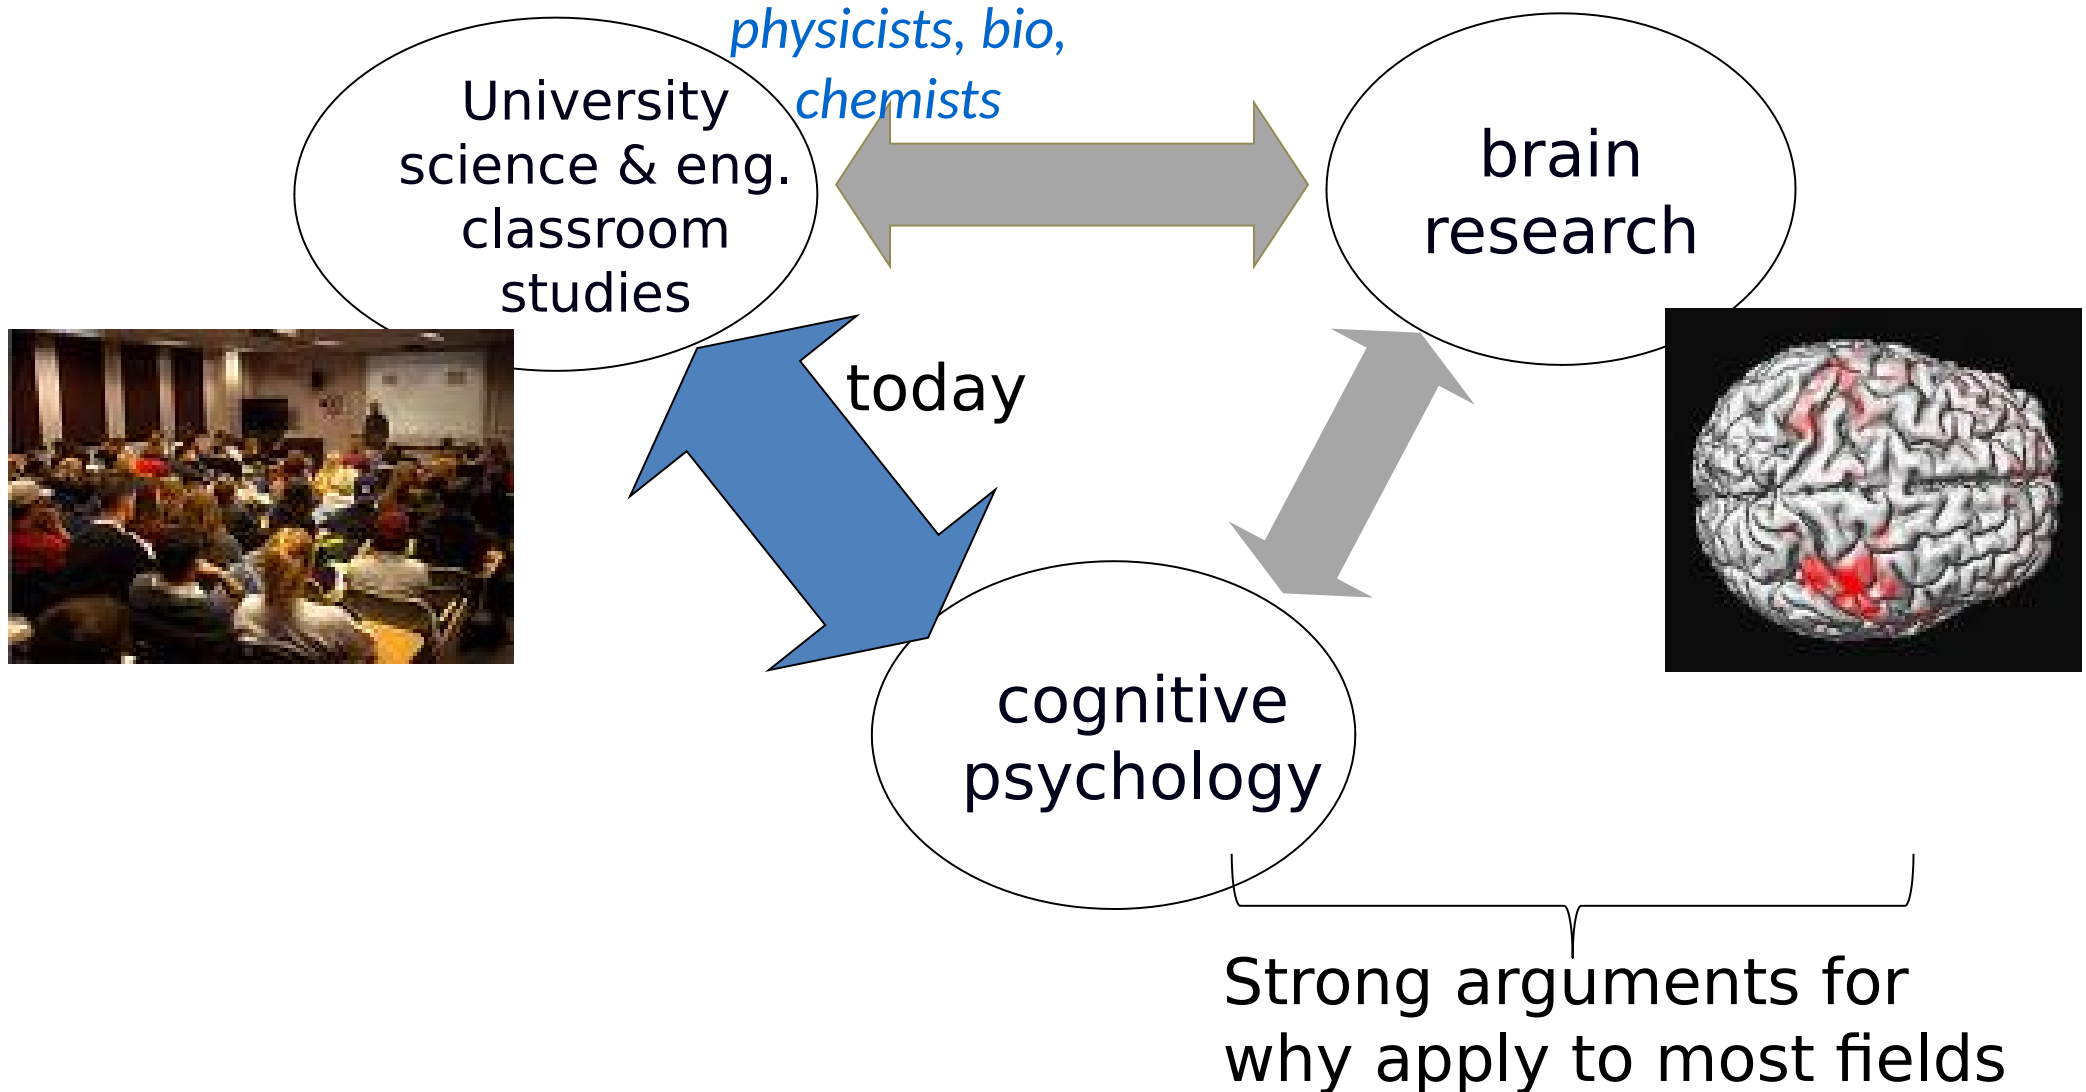 physicists, bio,
chemists
University
science & eng.
classroom
studies
brain
research
today
cognitive
psychology
Strong arguments for
why apply to most fields